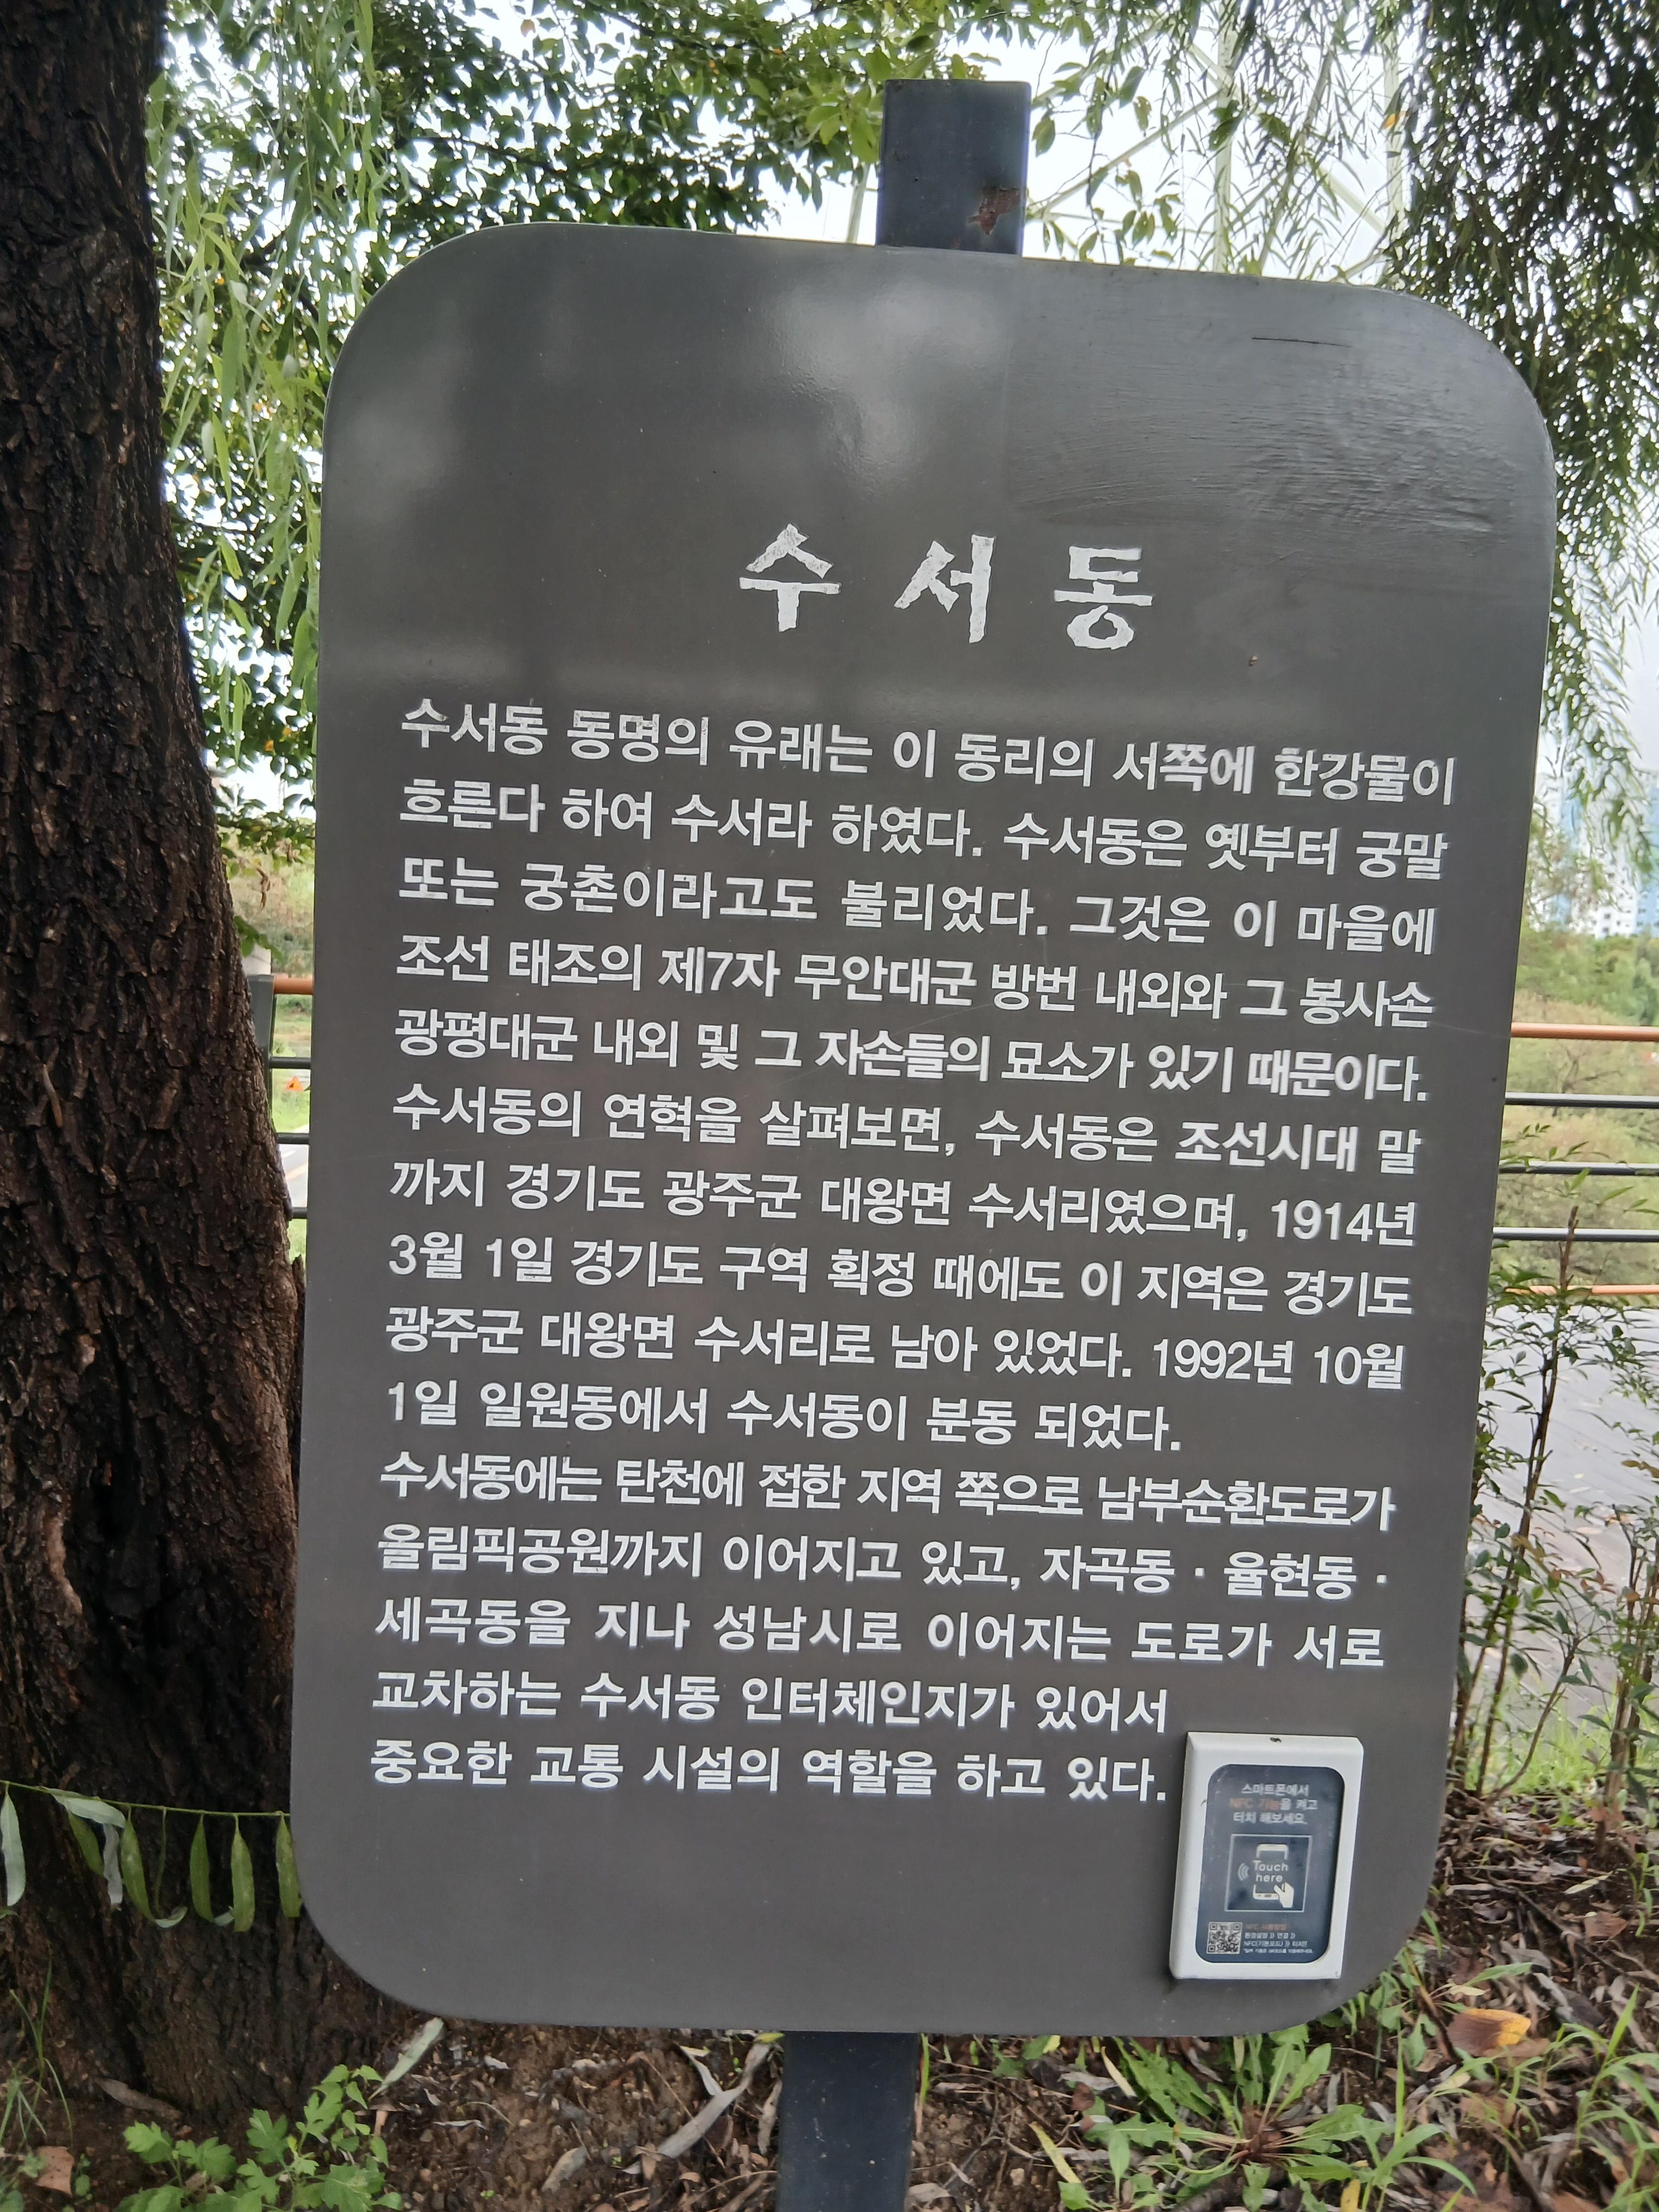 수서동
수서동 동명의 유래는 이 동리의 서쪽에 한강물이
흐른다 하여 수서라 하였다. 수서동은 옛부터 궁말
또는 궁촌이라고도 불리었다. 그것은 이 마을에
조선 태조의 제7자 무안대군 방번 내외와 그 봉사손
광평대군 내외 및 그 자손들의 묘소가 있기 때문이다.
수서동의 연혁을 살펴보면, 수서동은 조선시대 말
까지 경기도 광주군 대왕면 수서리였으며, 1914년
3월 1일 경기도 구역 획정 때에도 이 지역은 경기도
광주군 대왕면 수서리로 남아 있었다. 1992년 10월
1일 일원동에서 수서동이 분동 되었다.
수서동에는 탄천에 접한 지역 쪽으로 남부순환도로가
올림픽공원까지 이어지고 있고, 자곡동 · 율현동 ·
세곡동을 지나 성남시로 이어지는 도로가 서로
교차하는 수서동 인터체인지가 있어서
중요한 교통 시설의 역할을 하고 있다.
스마트폰에서
NFC 기능을 켜고
터치 해보세요.
Touch
here